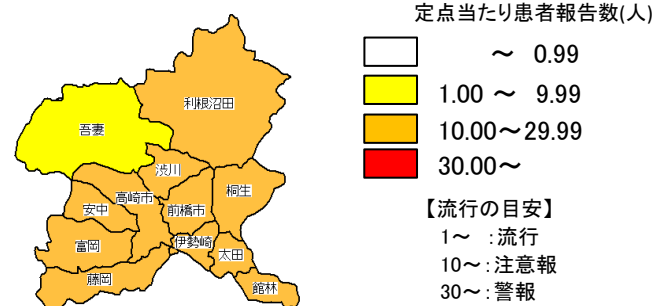 定点当たり患者報告数(人)
～ 0.99
1.00 ～ 9.99
10.00～29.99
30.00～
【流行の目安】
1～ ：流行
10～：注意報
30～：警報
利根沼田
吾妻
渋川
桐生
高崎市
安中
前橋市
伊勢崎
富岡
太田
藤岡
館林